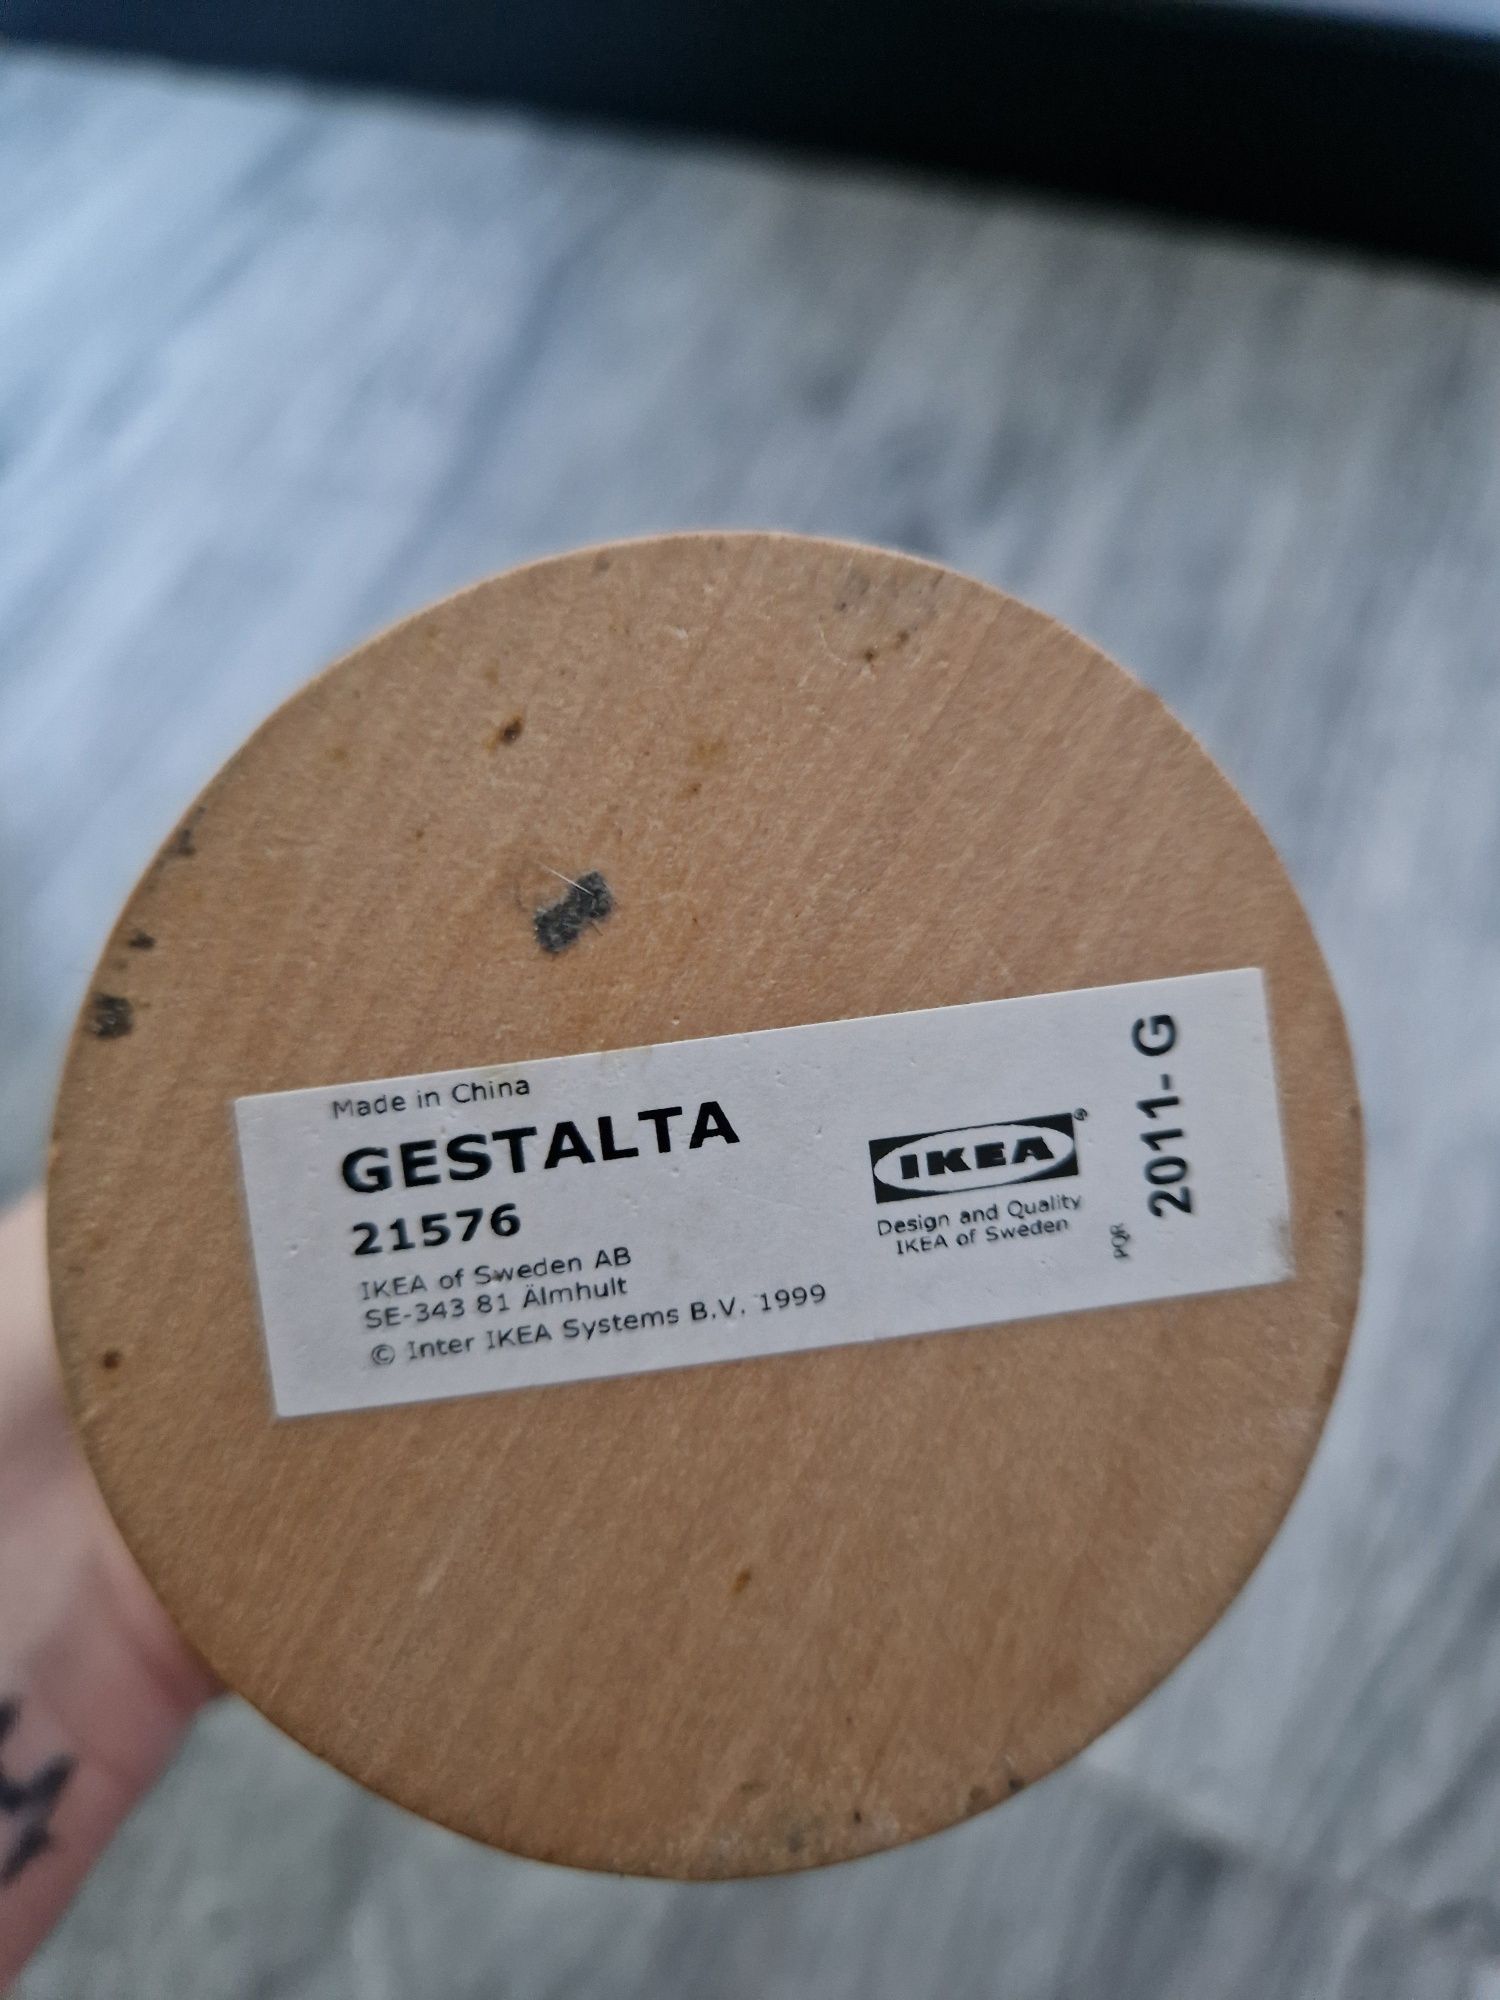 Made in China
GESTALTA
21576
IKEA of Sweden AB
SE-343 81 Älmhult
© Inter IKEA Systems B.V. 1999
IKEA®
Design and Quality
IKEA of Sweden
PQR
2011-G